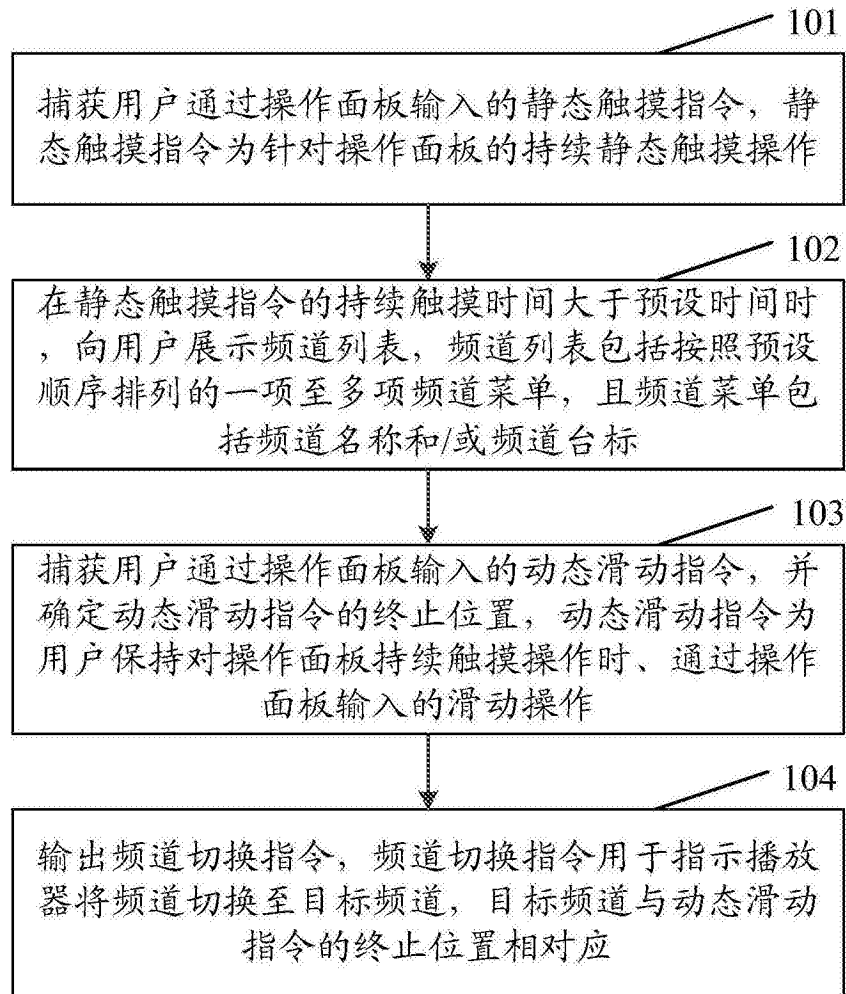 101
捕获用户通过操作面板输入的静态触摸指令，静
态触摸指令为针对操作面板的持续静态触摸操作
102
在静态触摸指令的持续触摸时间大于预设时间时
，向用户展示频道列表，频道列表包括按照预设
顺序排列的一项至多项频道菜单，且频道菜单包
括频道名称和/或频道台标
103
捕获用户通过操作面板输入的动态滑动指令，并
确定动态滑动指令的终止位置，动态滑动指令为
用户保持对操作面板持续触摸操作时、通过操作
面板输入的滑动操作
104
输出频道切换指令，频道切换指令用于指示播放
器将频道切换至目标频道，目标频道与动态滑动
指令的终止位置相对应